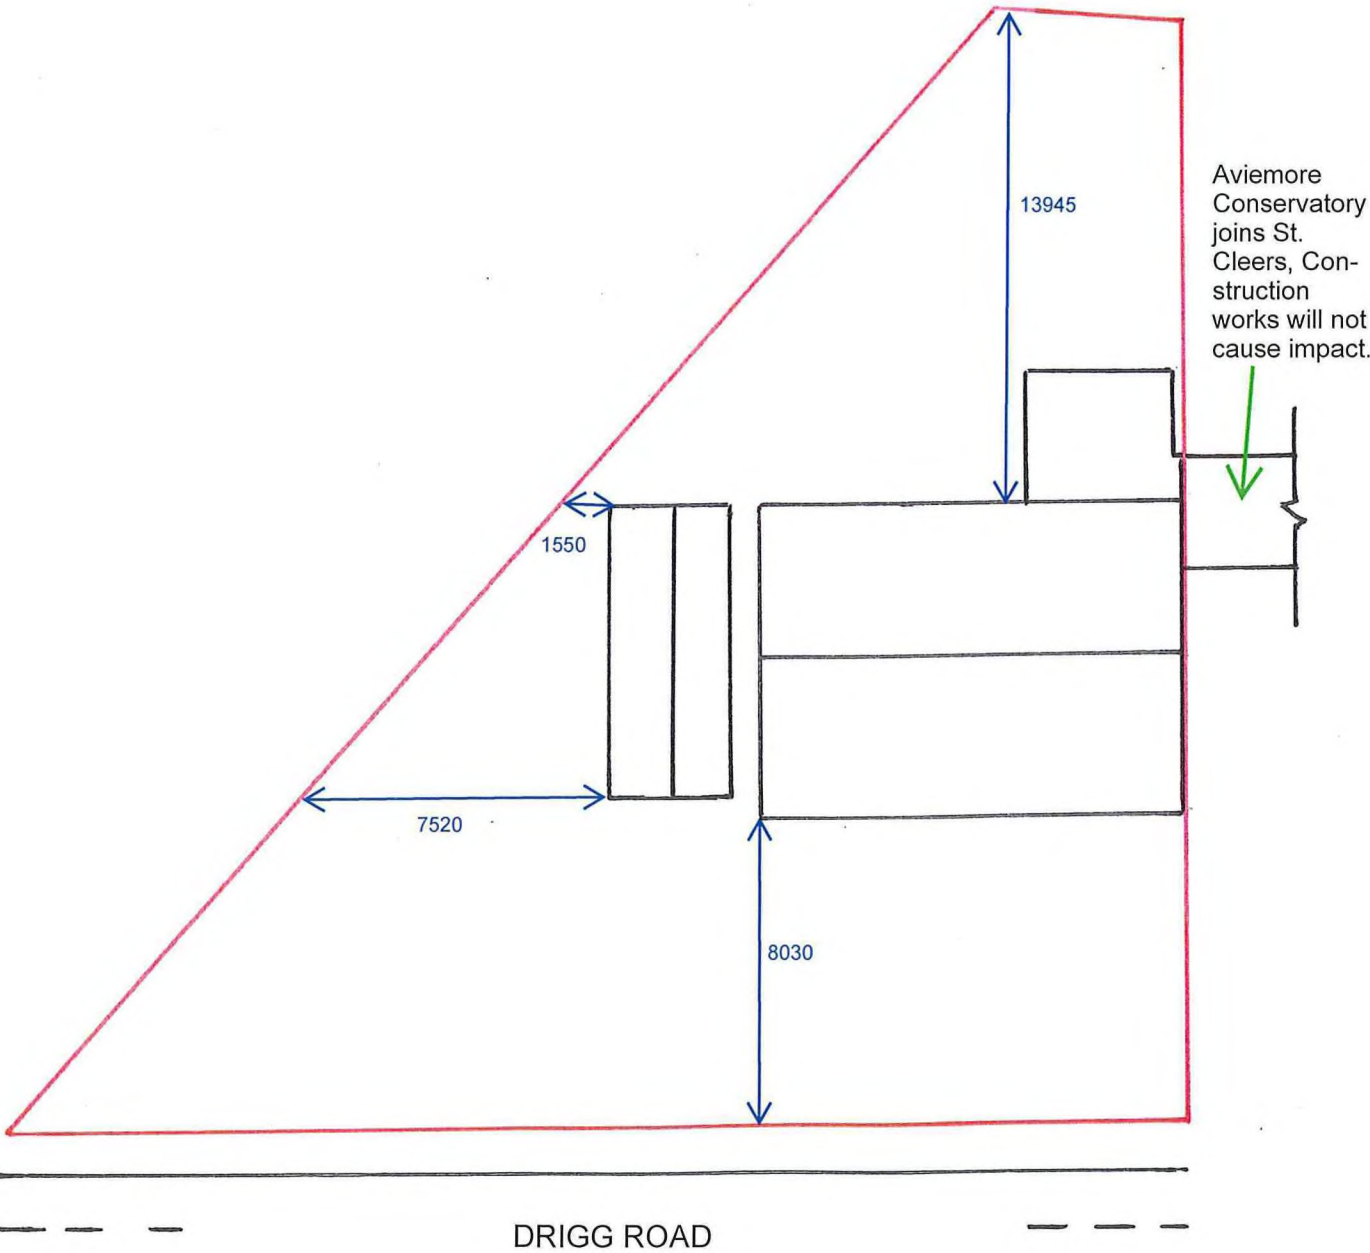 13945
Aviemore
Conservatory
joins St.
Cleers, Con-
struction
works will not
cause impact.
1550
7520
8030
DRIGG ROAD